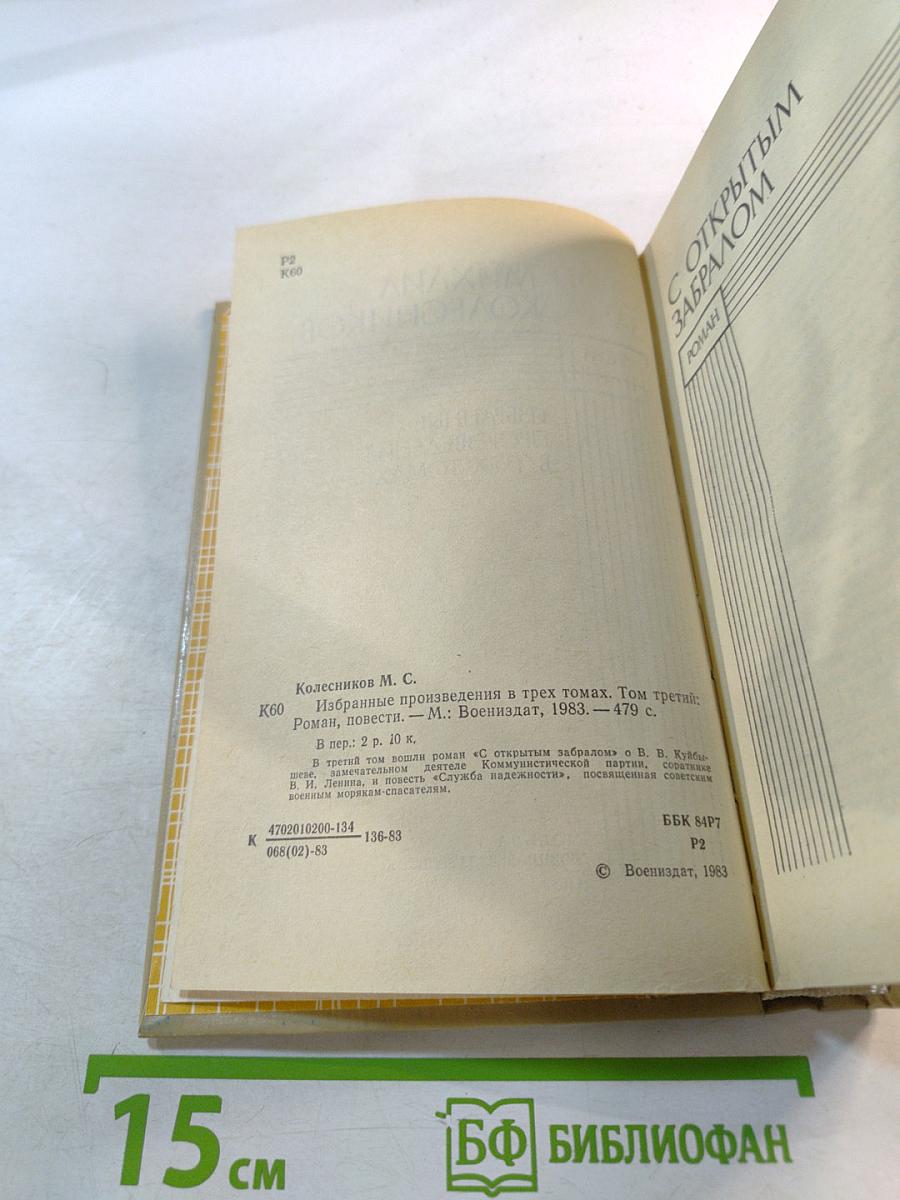 Р2
К60
Колесников М. С.
К60 Избранные произведения в трех томах. Том третий:
Роман, повести. — М.: Воениздат, 1983. — 479 с.
В пер.: 2 р. 10 к.
В третий том вошли роман «С открытым забралом» о В. В. Куйбы-
шеве, замечательном деятеле Коммунистической партии, соратнике
В. И. Ленина, и повесть «Служба надежности», посвященная советским
военным морякам-спасателям.
К 4702010200-134 136-83
068(02)-83
ББК 84Р7
Р2
© Воениздат, 1983
С ОТКРЫТЫМ
ЗАБРАЛОМ
РОМАН
15 см
БФ БИБЛИОФАН